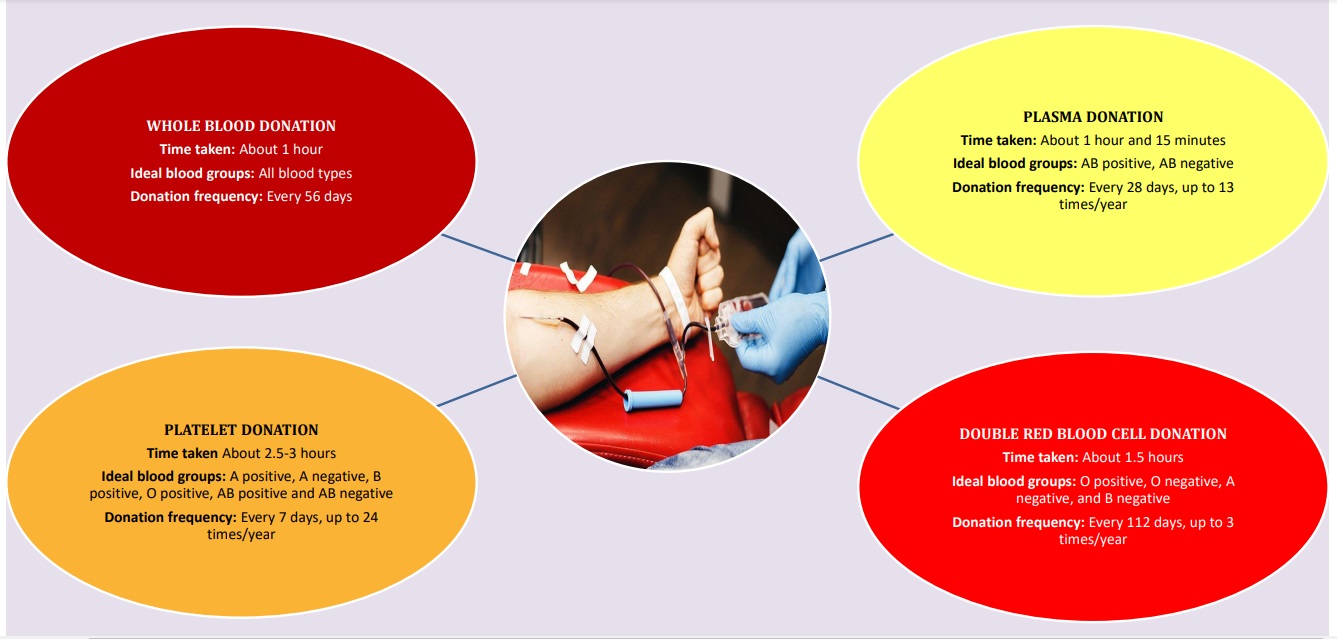 WHOLE BLOOD DONATION
Time taken: About 1 hour
Ideal blood groups: All blood types
Donation frequency: Every 56 days
PLASMA DONATION
Time taken: About 1 hour and 15 minutes
Ideal blood groups: AB positive, AB negative
Donation frequency: Every 28 days, up to 13
times/year
PLATELET DONATION
Time taken About 2.5-3 hours
Ideal blood groups: A positive, A negative, B
positive, O positive, AB positive and AB negative
Donation frequency: Every 7 days, up to 24
times/year
DOUBLE RED BLOOD CELL DONATION
Time taken: About 1.5 hours
Ideal blood groups: O positive, O negative, A
negative, and B negative
Donation frequency: Every 112 days, up to 3
times/year